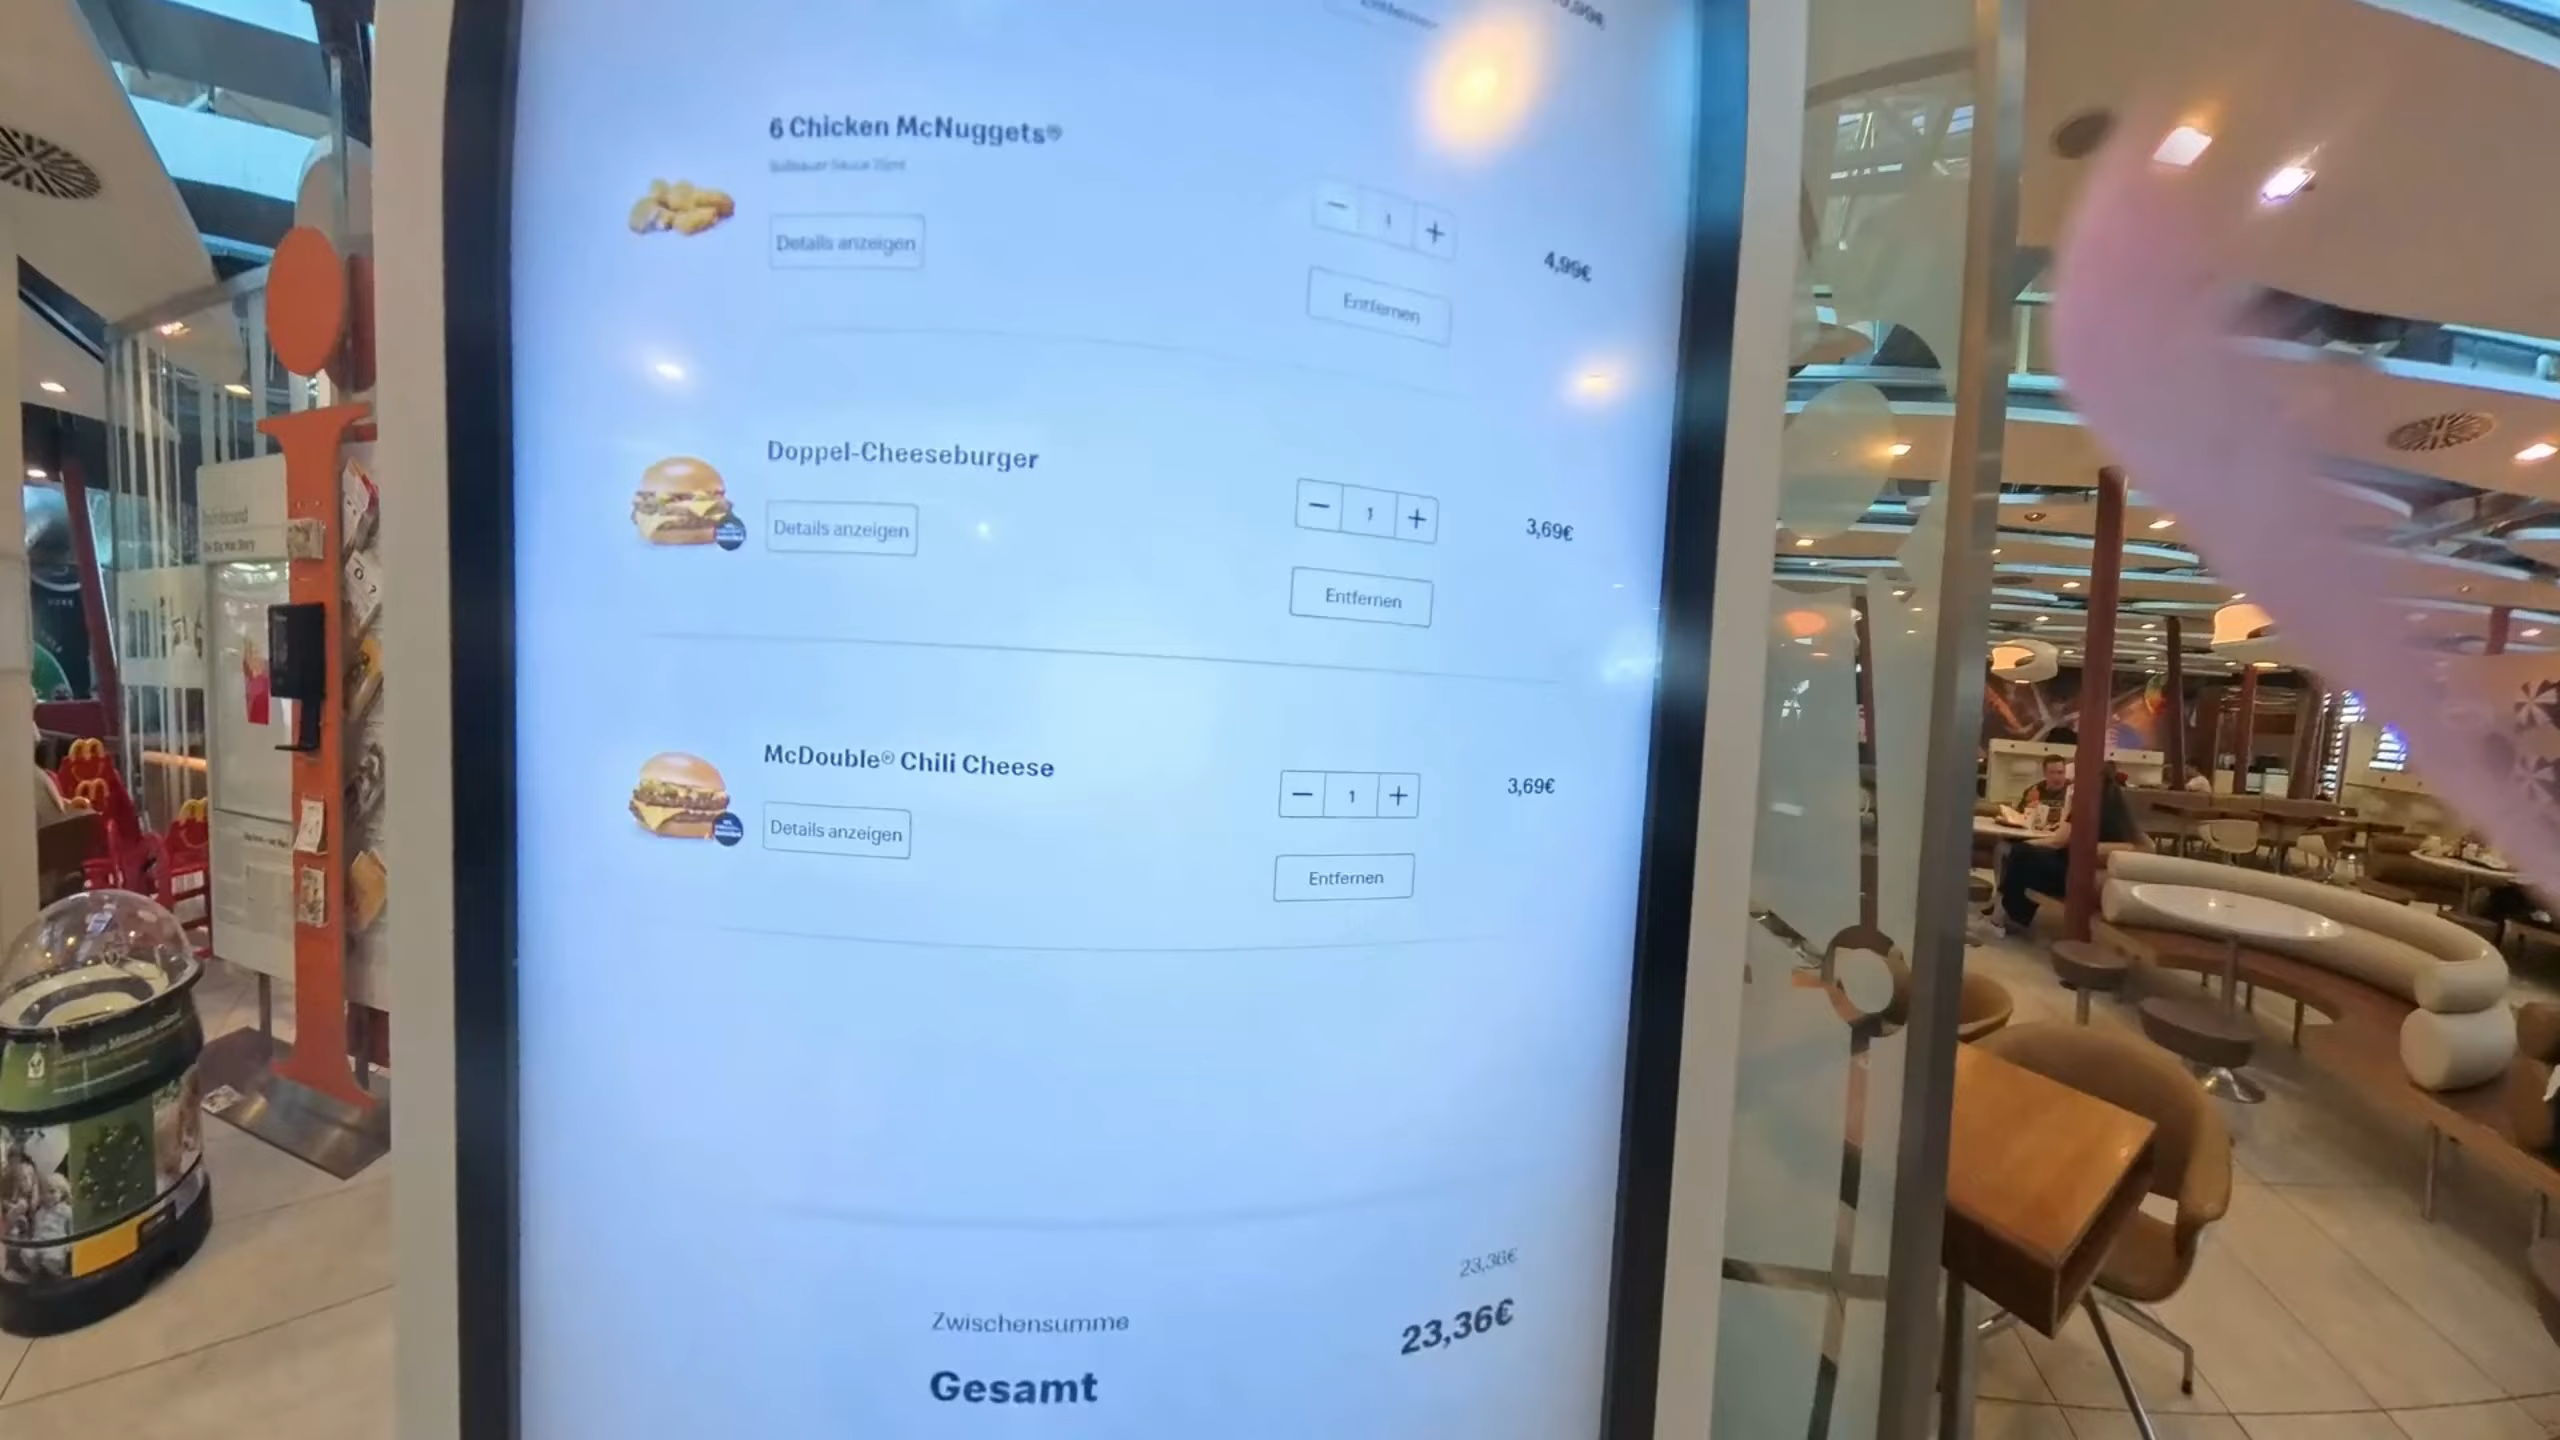 Entfernen
6 Chicken McNuggets®
Details anzeigen
− 1 +
4,99€
Entfernen
Doppel-Cheeseburger
Details anzeigen
− 1 +
3,69€
Entfernen
McDouble® Chili Cheese
Details anzeigen
− 1 +
3,69€
Entfernen
23,36€
Zwischensumme
23,36€
Gesamt